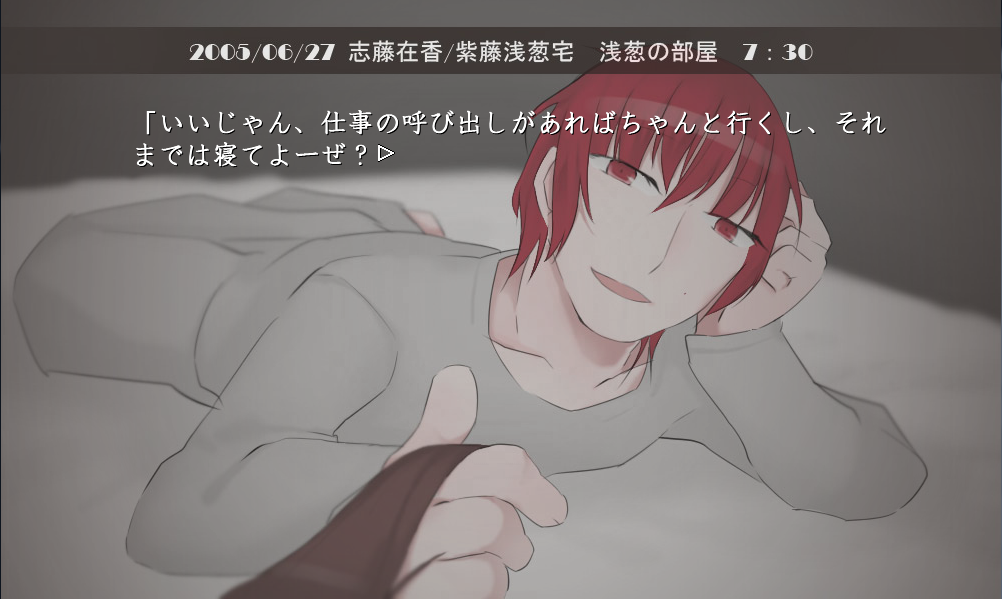 2005/06/27 志藤在香/紫藤浅葱宅　浅葱の部屋　7：30
「いいじゃん、仕事の呼び出しがあればちゃんと行くし、それ
までは寝てよーぜ？▷